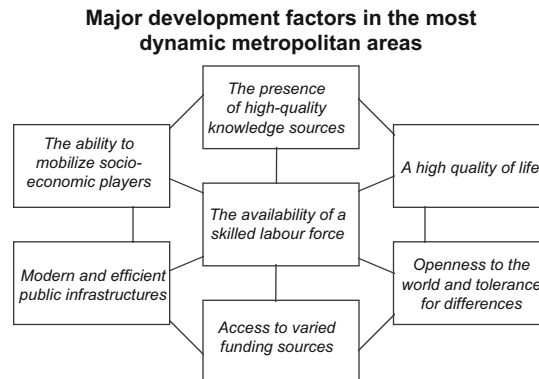 Major development factors in the most
dynamic metropolitan areas
The presence
of high-quality
knowledge sources
The ability to
mobilize socio-
economic players
A high quality of life
The availability of a
skilled labour force
Modern and efficient
public infrastructures
Openness to the
world and tolerance
for differences
Access to varied
funding sources